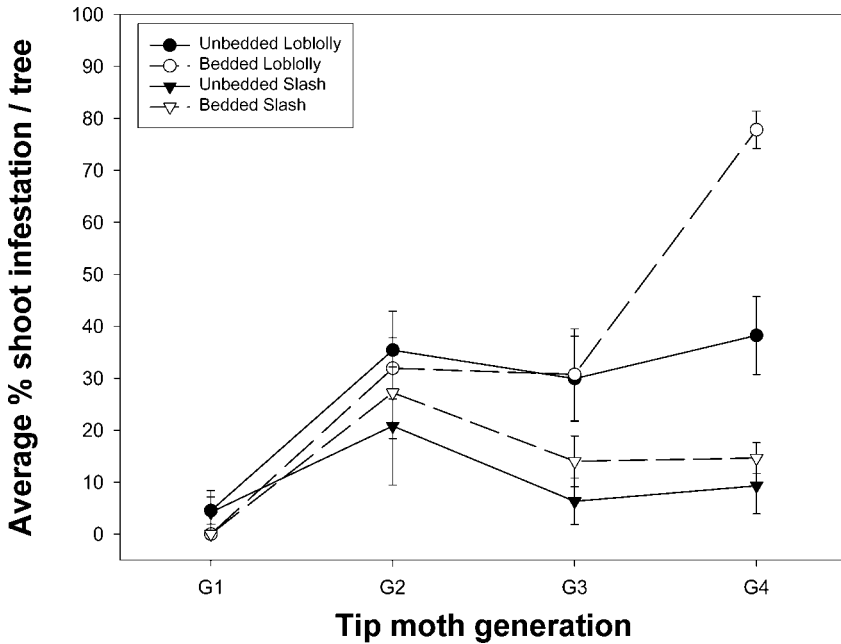 100
90
80
70
60
50
40
30
20
10
0
Average % shoot infestation / tree
Unbedded Loblolly
Bedded Loblolly
Unbedded Slash
Bedded Slash
G1 G2 G3 G4
Tip moth generation